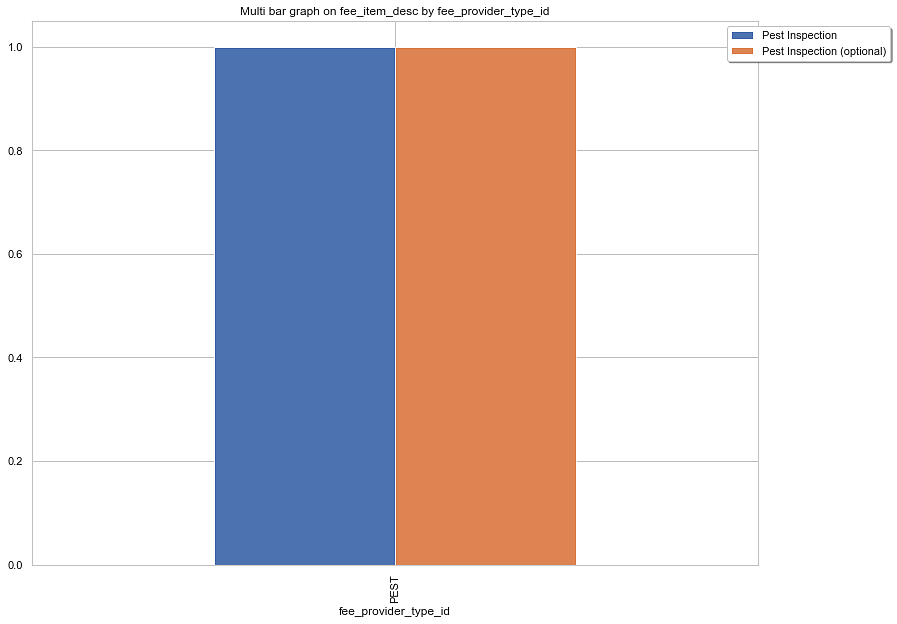 Multi bar graph on fee_item_desc by fee_provider_type_id
Pest Inspection
Pest Inspection (optional)
1.0
0.8
0.6
0.4
0.2
0.0
PEST
fee_provider_type_id